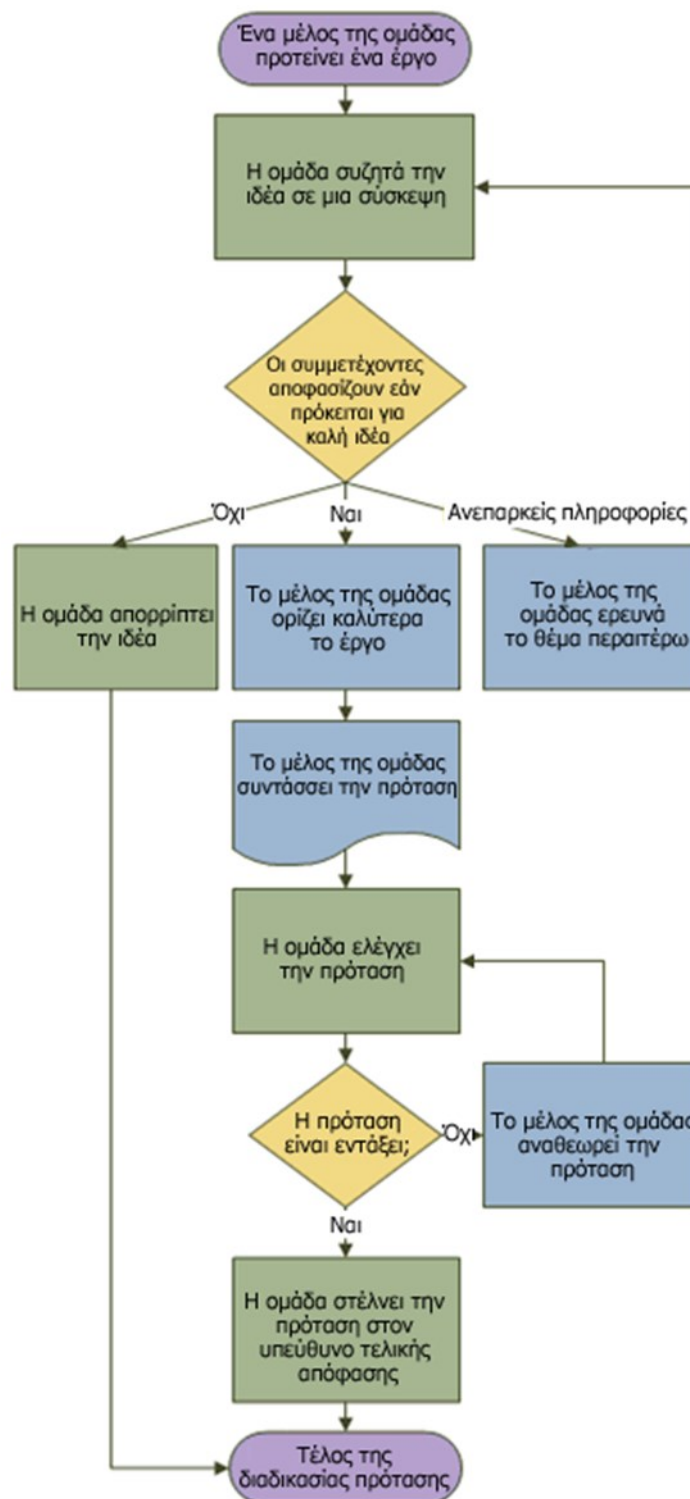 Ένα μέλος της ομάδας
προτείνει ένα έργο
Η ομάδα συζητά την
ιδέα σε μια σύσκεψη
Οι συμμετέχοντες
αποφασίζουν εάν
πρόκειται για
καλή ιδέα
Όχι
Ναι
Ανεπαρκείς πληροφορίες
Η ομάδα απορρίπτει
την ιδέα
Το μέλος της ομάδας
ορίζει καλύτερα
το έργο
Το μέλος της
ομάδας ερευνά
το θέμα περαιτέρω
Το μέλος της ομάδας
συντάσσει την πρόταση
Η ομάδα ελέγχει
την πρόταση
Η πρόταση
είναι εντάξει;
Όχι
Το μέλος της ομάδας
αναθεωρεί την
πρόταση
Ναι
Η ομάδα στέλνει την
πρόταση στον
υπεύθυνο τελικής
απόφασης
Τέλος της
διαδικασίας πρότασης